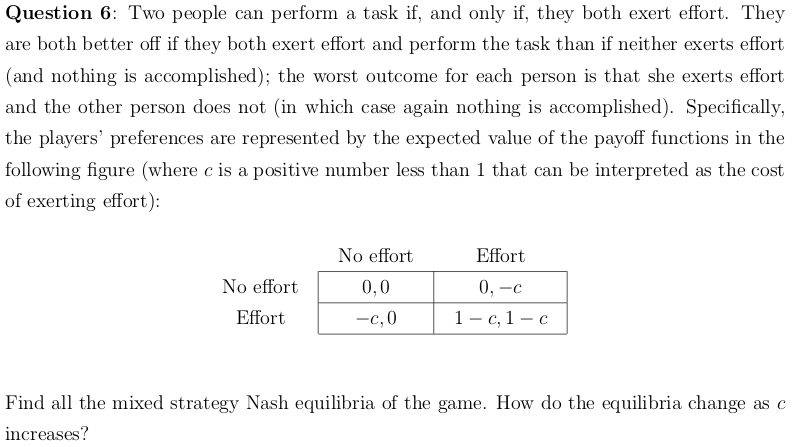 Question 6: Two people can perform a task if, and only if, they both exert effort. They
are both better off if they both exert effort and perform the task than if neither exerts effort
(and nothing is accomplished); the worst outcome for each person is that she exerts effort
and the other person does not (in which case again nothing is accomplished). Specifically,
the players' preferences are represented by the expected value of the payoff functions in the
following figure (where c is a positive number less than 1 that can be interpreted as the cost
of exerting effort):
No effort Effort
No effort 0, 0 0, −c
Effort −c, 0 1 − c, 1 − c
Find all the mixed strategy Nash equilibria of the game. How do the equilibria change as c
increases?